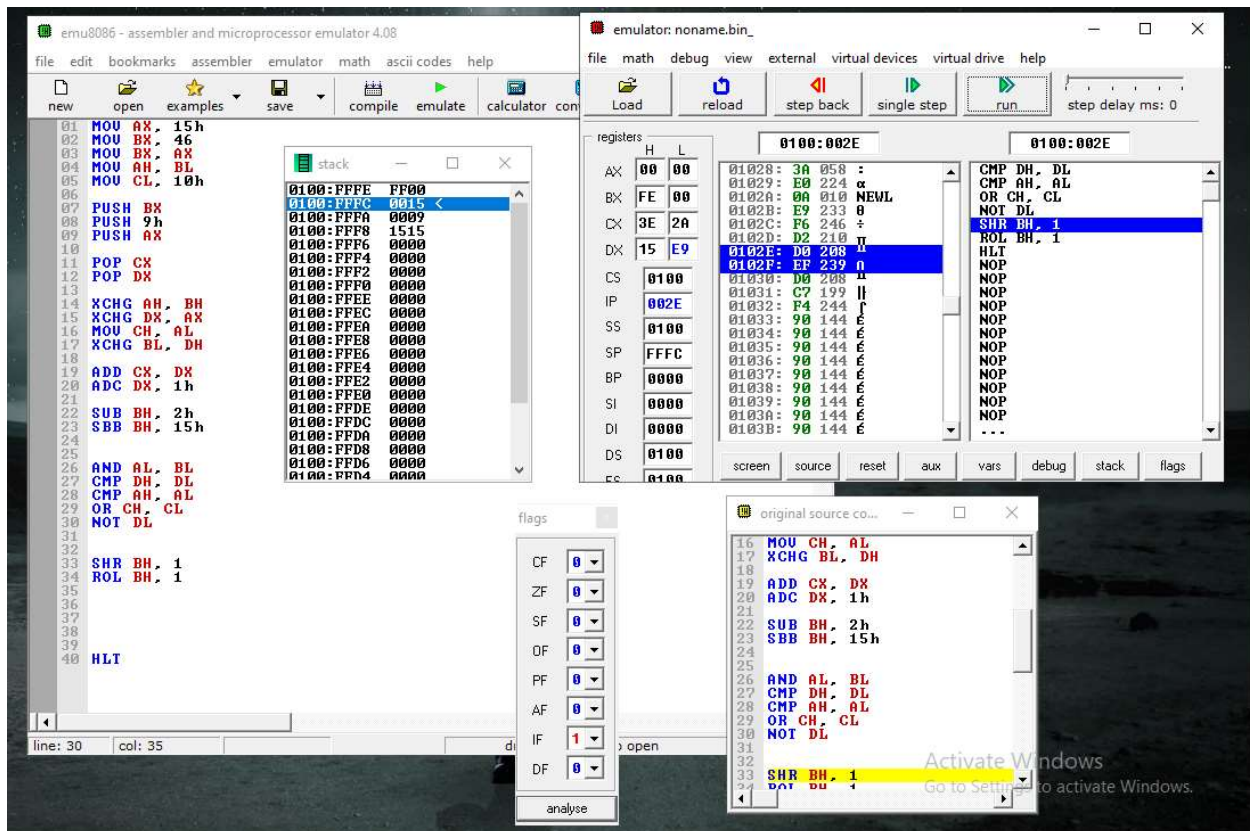 emu8086 - assembler and microprocessor emulator 4.08
file edit bookmarks assembler emulator math ascii codes help
new open examples save compile emulate calculator con
01 MOV AX, 15h
02 MOV BX, 46
03 MOV BX, AX
04 MOV AH, BL
05 MOV CL, 10h
06
07 PUSH BX
08 PUSH 9h
09 PUSH AX
10
11 POP CX
12 POP DX
13
14 XCHG AH, BH
15 XCHG DX, AX
16 MOV CH, AL
17 XCHG BL, DH
18
19 ADD CX, DX
20 ADC DX, 1h
21
22 SUB BH, 2h
23 SBB BH, 15h
24
25
26 AND AL, BL
27 CMP DH, DL
28 CMP AH, AL
29 OR CH, CL
30 NOT DL
31
32
33 SHR BH, 1
34 ROL BH, 1
35
36
37
38
39
40 HLT
line: 30 col: 35
open
stack
0100:FFFE FF00
0100:FFFC 0015 <
0100:FFFA 0009
0100:FFF8 1515
0100:FFF6 0000
0100:FFF4 0000
0100:FFF2 0000
0100:FFF0 0000
0100:FFEE 0000
0100:FFEC 0000
0100:FFEA 0000
0100:FFE8 0000
0100:FFE6 0000
0100:FFE4 0000
0100:FFE2 0000
0100:FFE0 0000
0100:FFDE 0000
0100:FFDC 0000
0100:FFDA 0000
0100:FFD8 0000
0100:FFD6 0000
0100:FFD4 0000
emulator: noname.bin_
file math debug view external virtual devices virtual drive help
Load reload step back single step run step delay ms: 0
registers
H L
AX 00 00
BX FE 00
CX 3E 2A
DX 15 E9
CS 0100
IP 002E
SS 0100
SP FFFC
BP 0000
SI 0000
DI 0000
DS 0100
ES 0100
0100:002E
01028: 3A 058 :
01029: E0 224 α
0102A: 0A 010 NEWL
0102B: E9 233 θ
0102C: F6 246 ÷
0102D: D2 210 ╥
0102E: D0 208 ╨
0102F: EF 239 ∩
01030: D0 208 ╨
01031: C7 199 ╟
01032: F4 244 ⌠
01033: 90 144 É
01034: 90 144 É
01035: 90 144 É
01036: 90 144 É
01037: 90 144 É
01038: 90 144 É
01039: 90 144 É
0103A: 90 144 É
0103B: 90 144 É
0100:002E
CMP DH, DL
CMP AH, AL
OR CH, CL
NOT DL
SHR BH, 1
ROL BH, 1
HLT
NOP
NOP
NOP
NOP
NOP
NOP
NOP
NOP
NOP
NOP
NOP
NOP
...
screen source reset aux vars debug stack flags
flags
CF 0
ZF 0
SF 0
OF 0
PF 0
AF 0
IF 1
DF 0
analyse
original source co...
16 MOV CH, AL
17 XCHG BL, DH
18
19 ADD CX, DX
20 ADC DX, 1h
21
22 SUB BH, 2h
23 SBB BH, 15h
24
25
26 AND AL, BL
27 CMP DH, DL
28 CMP AH, AL
29 OR CH, CL
30 NOT DL
31
32
33 SHR BH, 1
34 ROL BH, 1
Activate Windows
Go to Settings to activate Windows.